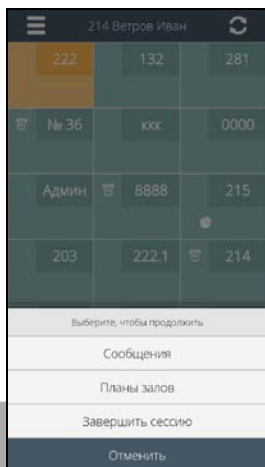 214 Ветров Иван
222 132 281
№ 36 ккк 0000
Админ 8888 215
203 222.1 214
Выберите, чтобы продолжить
Сообщения
Планы залов
Завершить сессию
Отменить